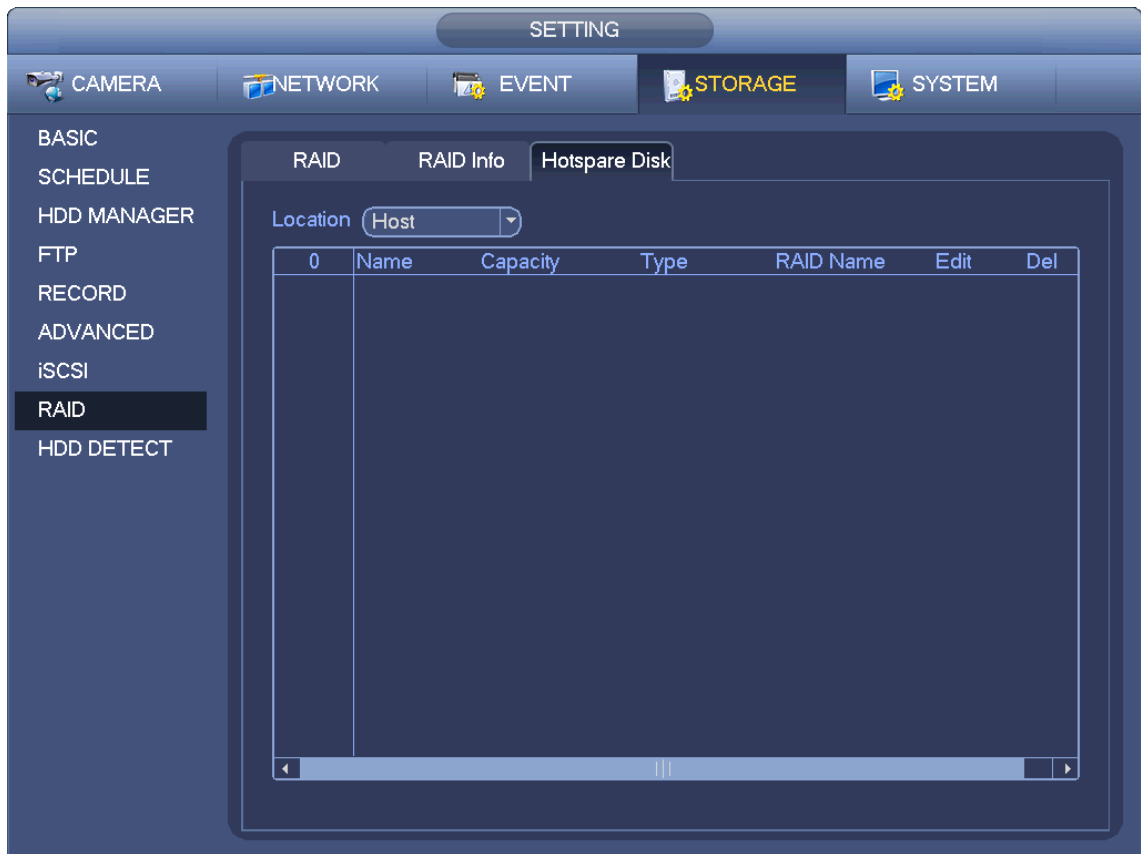 SETTING
CAMERA NETWORK EVENT STORAGE SYSTEM
BASIC
SCHEDULE
HDD MANAGER
FTP
RECORD
ADVANCED
iSCSI
RAID
HDD DETECT
RAID RAID Info Hotspare Disk
Location Host
0 Name Capacity Type RAID Name Edit Del